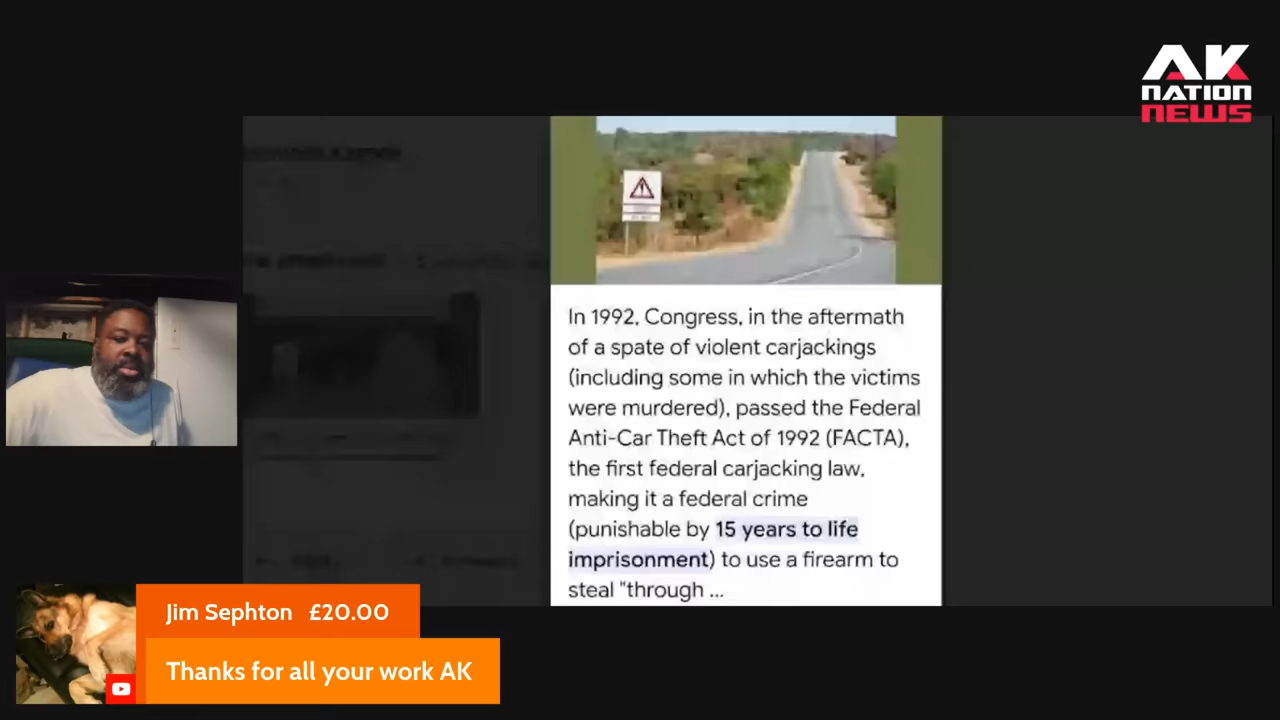 AK
NATION
NEWS
In 1992, Congress, in the aftermath
of a spate of violent carjackings
(including some in which the victims
were murdered), passed the Federal
Anti-Car Theft Act of 1992 (FACTA),
the first federal carjacking law,
making it a federal crime
(punishable by 15 years to life
imprisonment) to use a firearm to
steal "through ...
Jim Sephton £20.00
Thanks for all your work AK